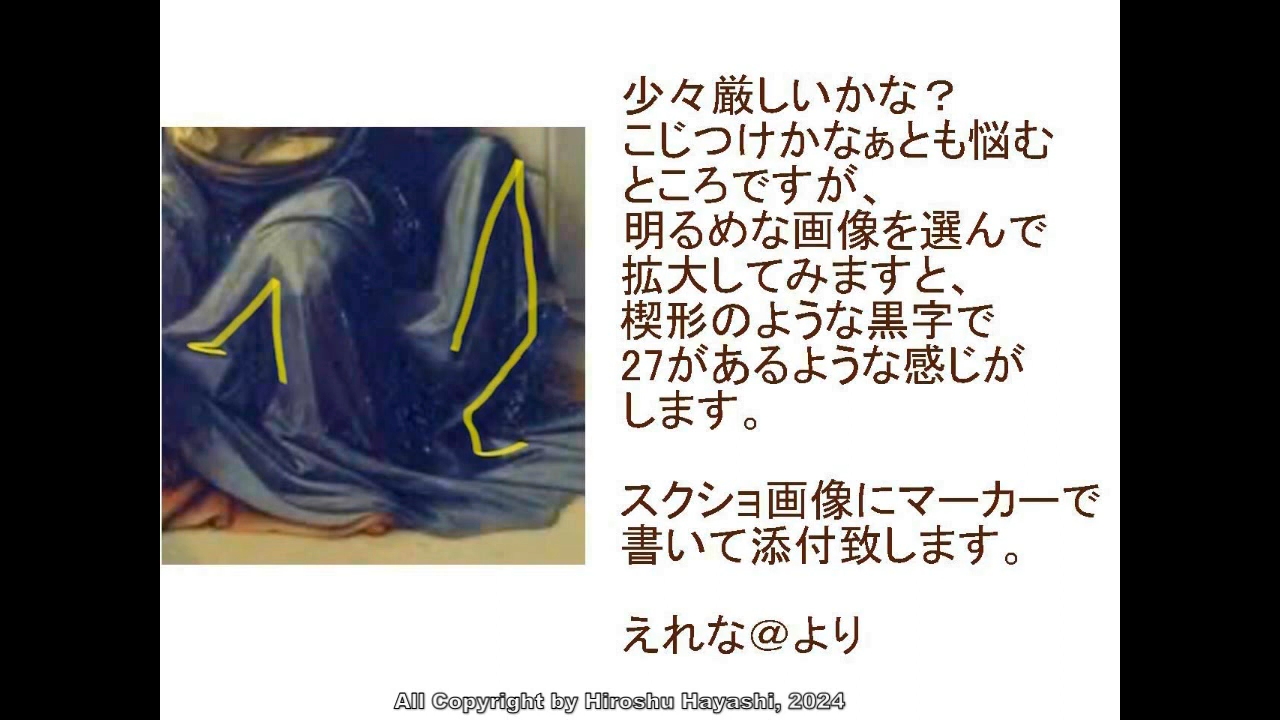 少々厳しいかな？
こじつけかなぁとも悩む
ところですが、
明るめな画像を選んで
拡大してみますと、
楔形のような黒字で
27があるような感じが
します。
スクショ画像にマーカーで
書いて添付致します。
えれな＠より
All Copyright by Hiroshu Hayashi, 2024